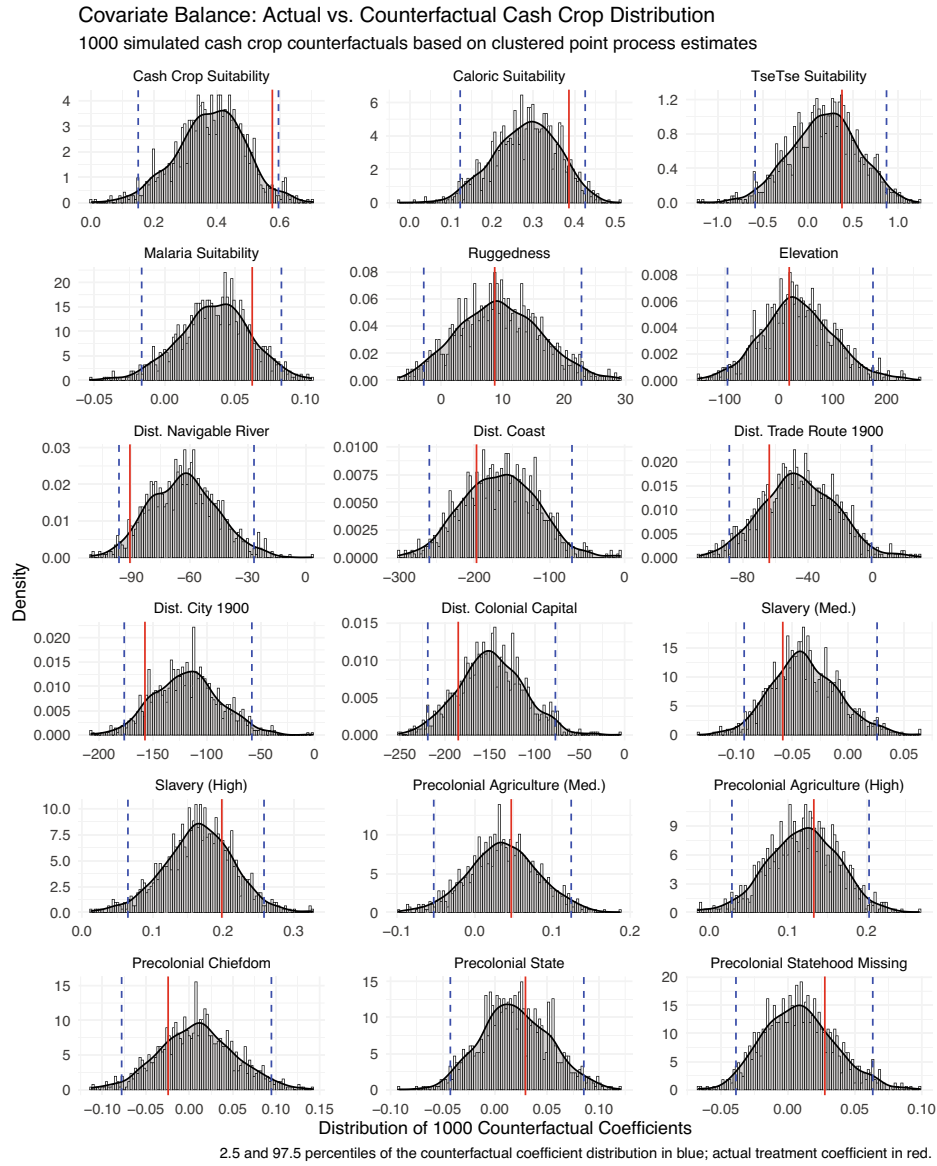 Covariate Balance: Actual vs. Counterfactual Cash Crop Distribution
1000 simulated cash crop counterfactuals based on clustered point process estimates
Cash Crop Suitability
4
3
2
1
0
0.0 0.2 0.4 0.6
Caloric Suitability
6
4
2
0
0.0 0.1 0.2 0.3 0.4 0.5
TseTse Suitability
1.2
0.8
0.4
0.0
−1.0 −0.5 0.0 0.5 1.0
Malaria Suitability
20
15
10
5
0
−0.05 0.00 0.05 0.10
Ruggedness
0.08
0.06
0.04
0.02
0.00
0 10 20 30
Elevation
0.008
0.006
0.004
0.002
0.000
−100 0 100 200
Dist. Navigable River
0.03
0.02
0.01
0.00
−90 −60 −30 0
Dist. Coast
0.0100
0.0075
0.0050
0.0025
0.0000
−300 −200 −100 0
Dist. Trade Route 1900
0.020
0.015
0.010
0.005
0.000
−80 −40 0
Density
Dist. City 1900
0.020
0.015
0.010
0.005
0.000
−200 −150 −100 −50 0
Dist. Colonial Capital
0.015
0.010
0.005
0.000
−250 −200 −150 −100 −50 0
Slavery (Med.)
15
10
5
0
−0.10 −0.05 0.00 0.05
Slavery (High)
10.0
7.5
5.0
2.5
0.0
0.0 0.1 0.2 0.3
Precolonial Agriculture (Med.)
10
5
0
−0.1 0.0 0.1 0.2
Precolonial Agriculture (High)
9
6
3
0
0.0 0.1 0.2
Precolonial Chiefdom
15
10
5
0
−0.10 −0.05 0.00 0.05 0.10 0.15
Precolonial State
15
10
5
0
−0.10 −0.05 0.00 0.05 0.10
Precolonial Statehood Missing
20
15
10
5
0
−0.05 0.00 0.05 0.10
Distribution of 1000 Counterfactual Coefficients
2.5 and 97.5 percentiles of the counterfactual coefficient distribution in blue; actual treatment coefficient in red.